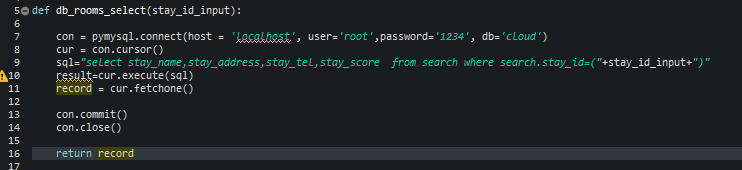 5 def db_rooms_select(stay_id_input):
6
7 con = pymysql.connect(host = 'localhost', user='root',password='1234', db='cloud')
8 cur = con.cursor()
9 sql="select stay_name,stay_address,stay_tel,stay_score  from search where search.stay_id=("+stay_id_input+")"
10 result=cur.execute(sql)
11 record = cur.fetchone()
12
13 con.commit()
14 con.close()
15
16 return record
17